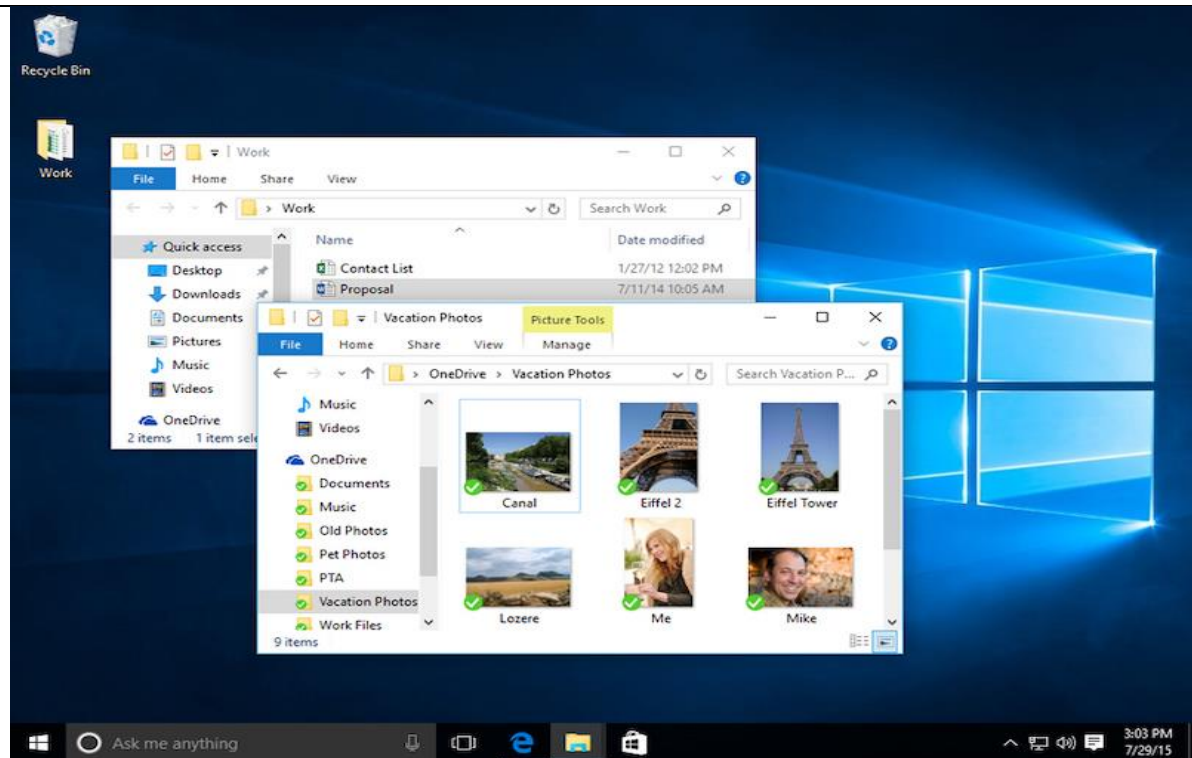 Recycle Bin
Work
Work
File Home Share View
Work
Search Work
Quick access
Desktop
Downloads
Documents
Pictures
Music
Videos
OneDrive
2 items 1 item sele
Name Date modified
Contact List 1/27/12 12:02 PM
Proposal 7/11/14 10:05 AM
Vacation Photos Picture Tools
File Home Share View Manage
OneDrive > Vacation Photos
Search Vacation P...
Music
Videos
OneDrive
Documents
Music
Old Photos
Pet Photos
PTA
Vacation Photos
Work Files
9 items
Canal Eiffel 2 Eiffel Tower
Lozere Me Mike
Ask me anything
3:03 PM
7/29/15